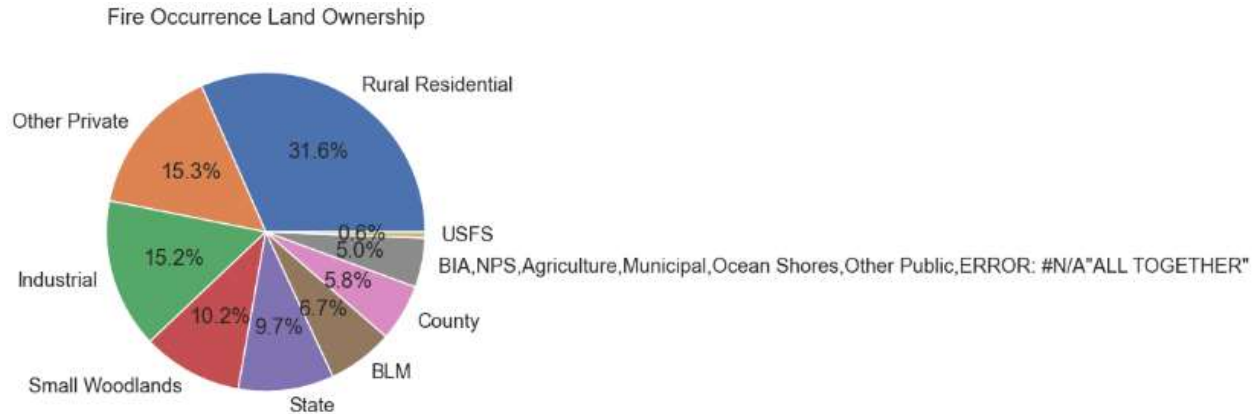 Fire Occurrence Land Ownership
Rural Residential
31.6%
Other Private
15.3%
Industrial
15.2%
Small Woodlands
10.2%
State
9.7%
BLM
6.7%
County
5.8%
BIA,NPS,Agriculture,Municipal,Ocean Shores,Other Public,ERROR: #N/A"ALL TOGETHER"
5.0%
USFS
0.6%